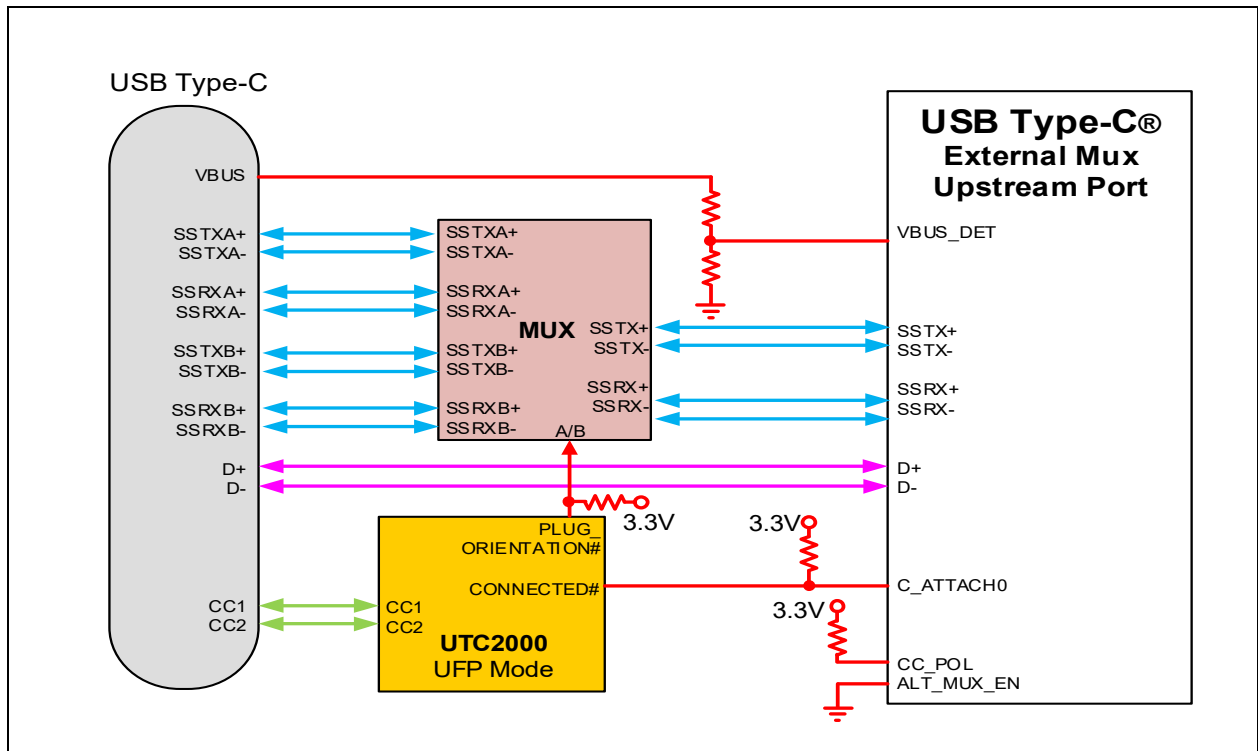 USB Type-C
VBUS
SSTXA+
SSTXA-
SSRXA+
SSRXA-
SSTXB+
SSTXB-
SSRXB+
SSRXB-
D+
D-
CC1
CC2
SSTXA+
SSTXA-
SSRXA+
SSRXA-
MUX
SSTXB+
SSTXB-
SSRXB+
SSRXB-
SSTX+
SSTX-
SSRX+
SSRX-
A/B
3.3V
PLUG_
ORIENTATION#
CONNECTED#
CC1
CC2
UTC2000
UFP Mode
3.3V
3.3V
USB Type-C®
External Mux
Upstream Port
VBUS_DET
SSTX+
SSTX-
SSRX+
SSRX-
D+
D-
C_ATTACH0
CC_POL
ALT_MUX_EN